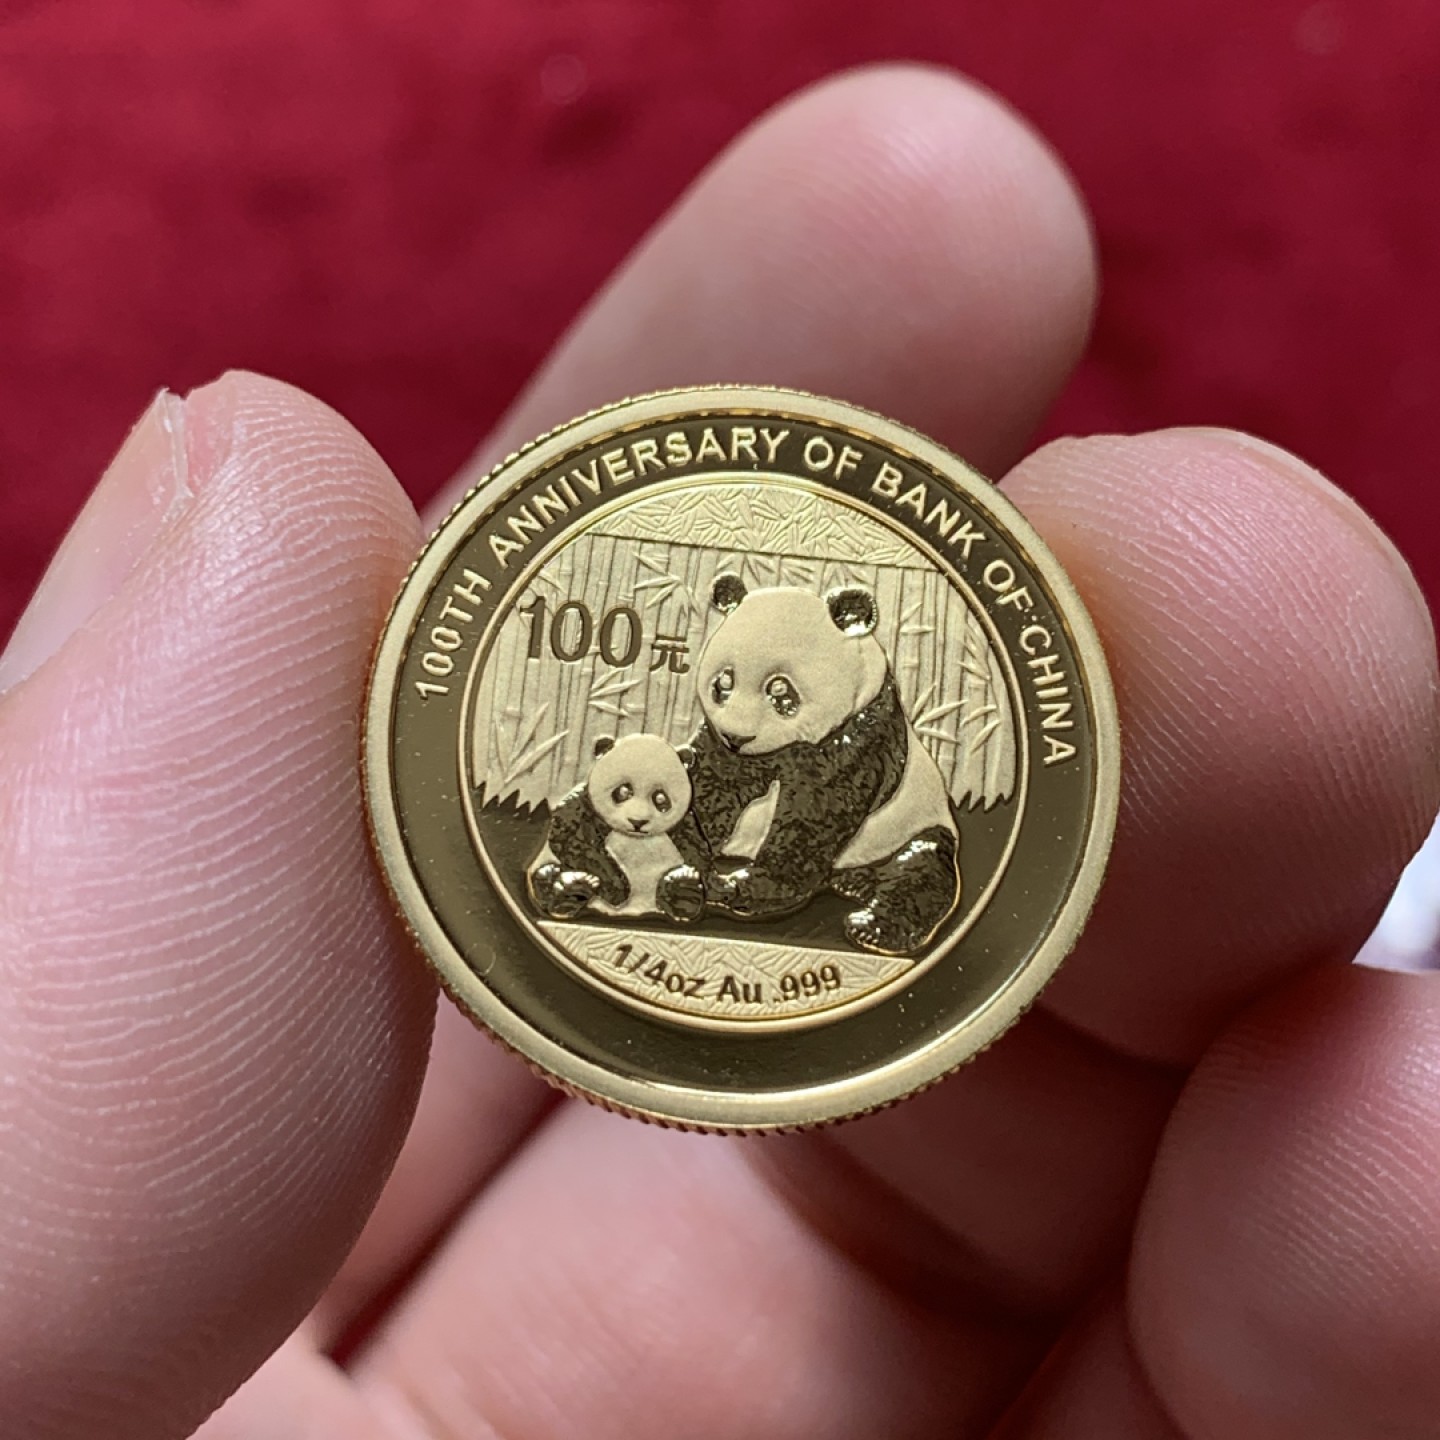 100TH ANNIVERSARY OF BANK OF CHINA
100元
1/4oz Au .999